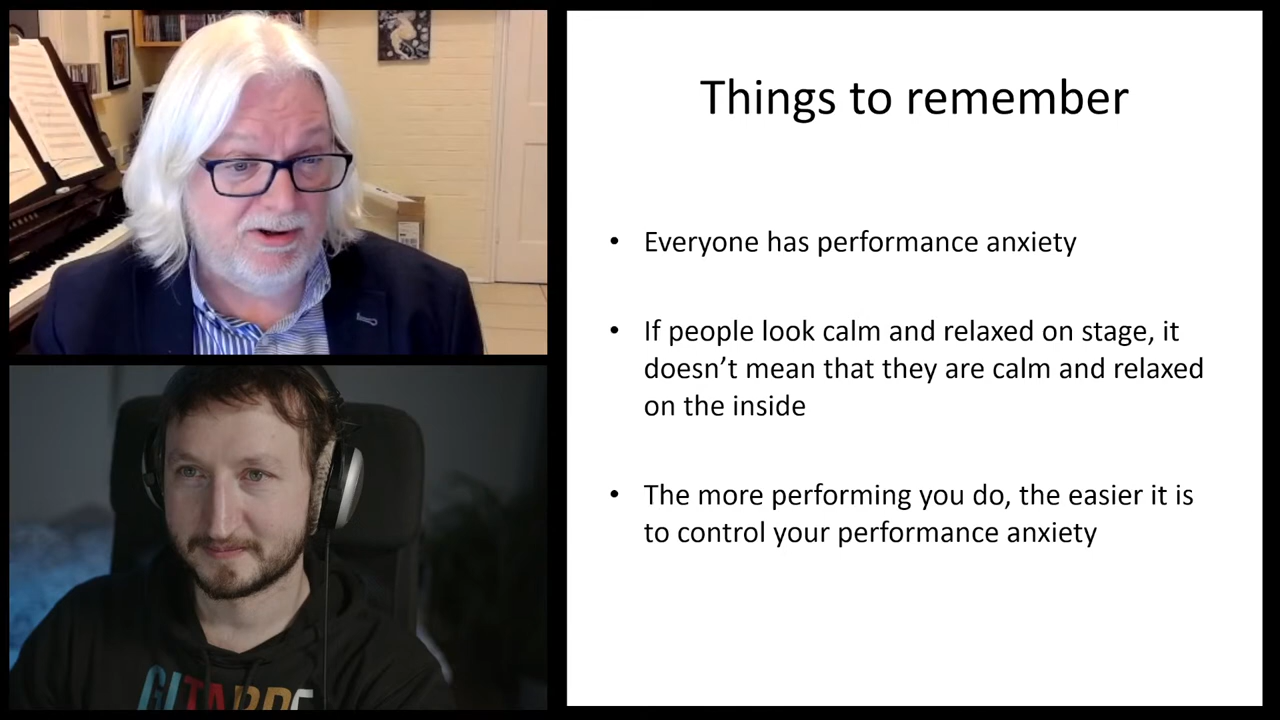 Things to remember
• Everyone has performance anxiety
• If people look calm and relaxed on stage, it
doesn’t mean that they are calm and relaxed
on the inside
• The more performing you do, the easier it is
to control your performance anxiety
GITARRE